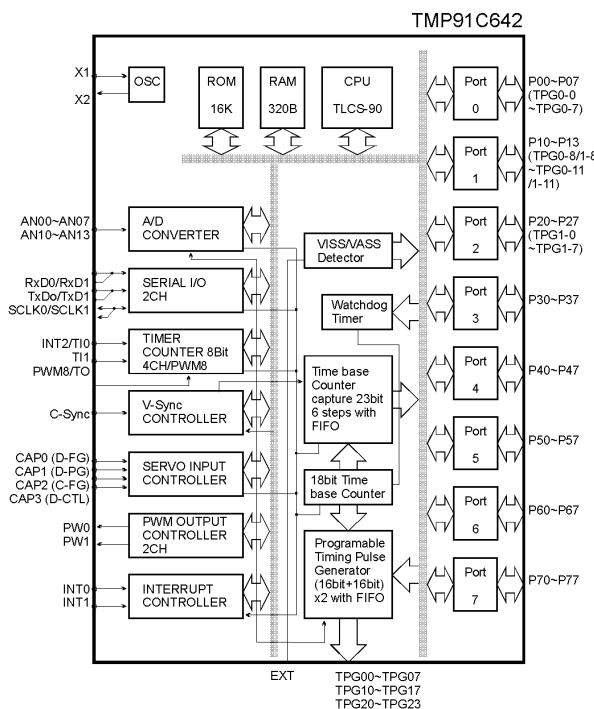 TMP91C642
X1
X2
OSC
ROM
16K
RAM
320B
CPU
TLCS-90
Port
0
P00~P07
(TPG0-0
~TPG0-7)
Port
1
P10~P13
(TPG0-8/1-8
~TPG0-11
/1-11)
AN00~AN07
AN10~AN13
A/D
CONVERTER
VISS/VASS
Detector
Port
2
P20~P27
(TPG1-0
~TPG1-7)
RxD0/RxD1
TxDo/TxD1
SCLK0/SCLK1
SERIAL I/O
2CH
Watchdog
Timer
Port
3
P30~P37
INT2/TI0
TI1
PWM8/TO
TIMER
COUNTER 8Bit
4CH/PWM8
Time base
Counter
capture 23bit
6 steps with
FIFO
Port
4
P40~P47
C-Sync
V-Sync
CONTROLLER
Port
5
P50~P57
CAP0 (D-FG)
CAP1 (D-PG)
CAP2 (C-FG)
CAP3 (D-CTL)
SERVO INPUT
CONTROLLER
18bit Time
base Counter
Port
6
P60~P67
PW0
PW1
PWM OUTPUT
CONTROLLER
2CH
Programable
Timing Pulse
Generator
(16bit+16bit)
x2 with FIFO
Port
7
P70~P77
INT0
INT1
INTERRUPT
CONTROLLER
EXT
TPG00~TPG07
TPG10~TPG17
TPG20~TPG23